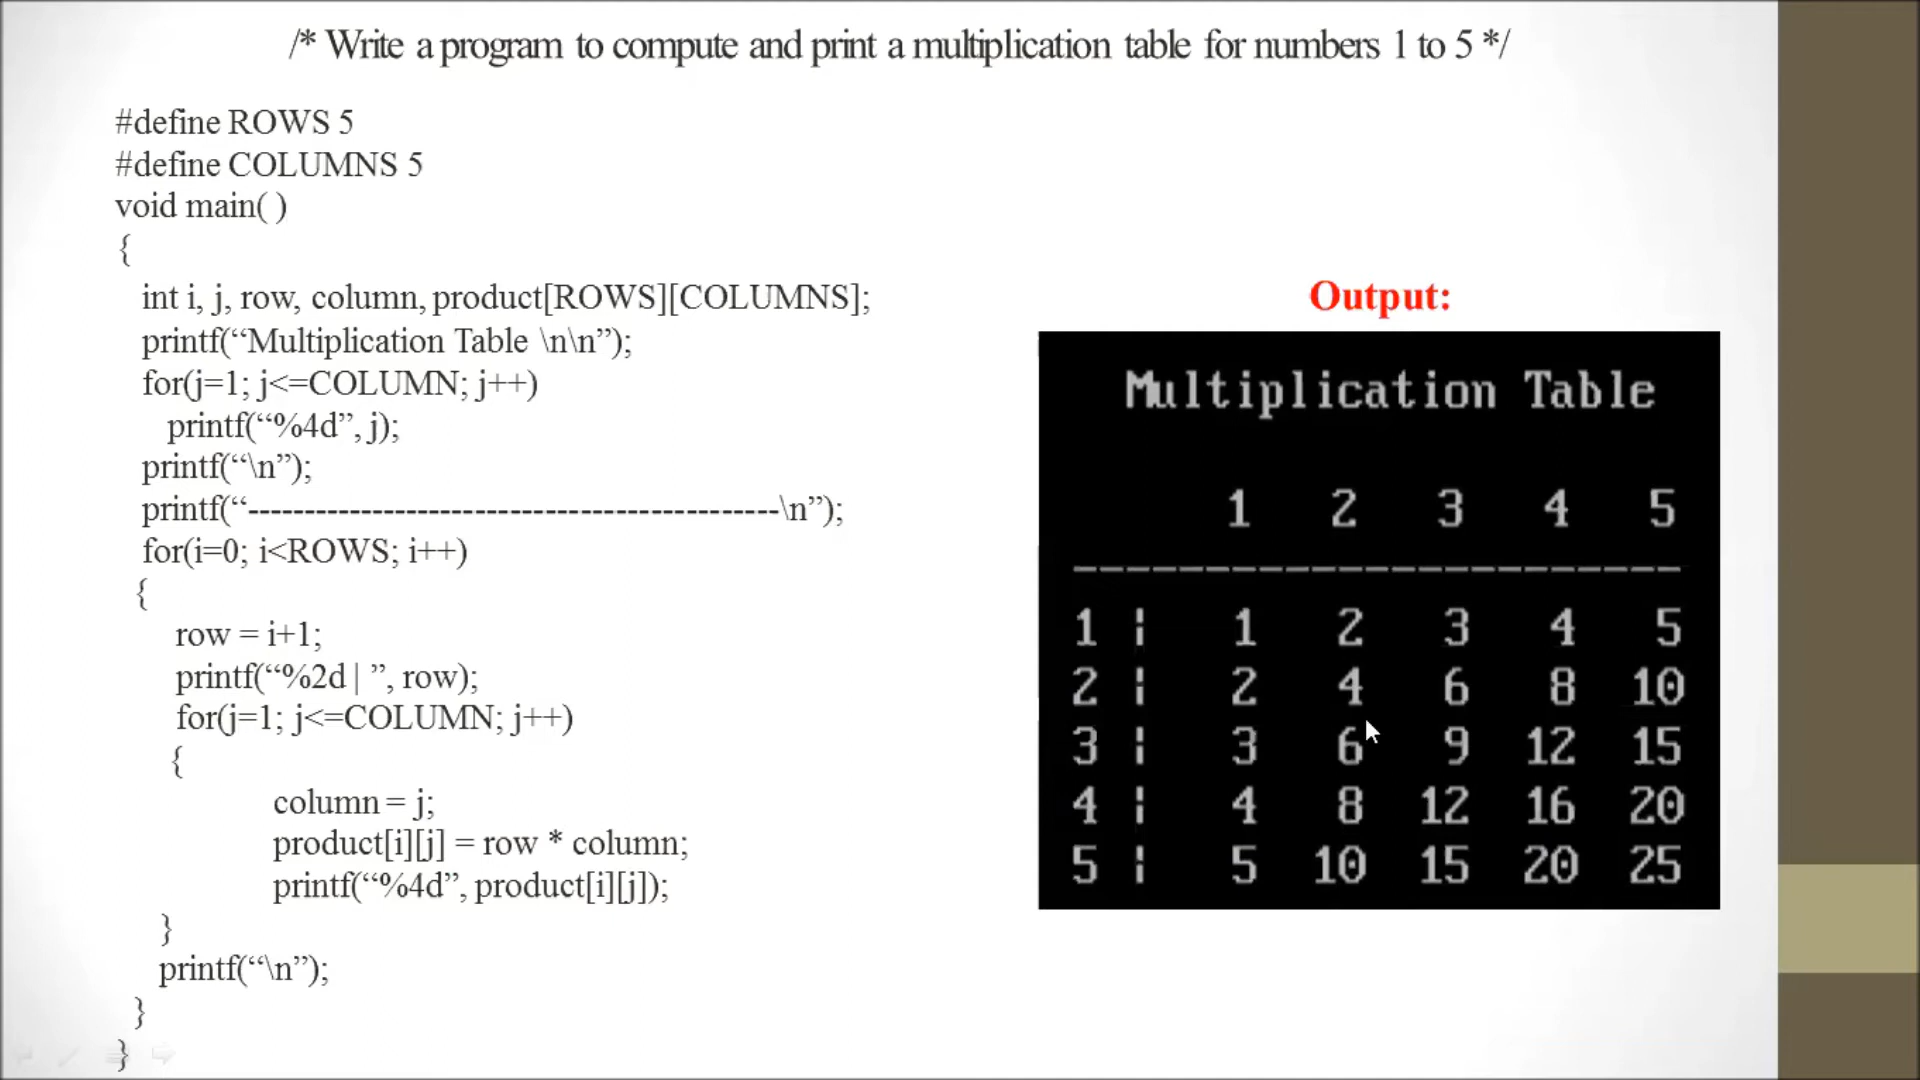 /* Write a program to compute and print a multiplication table for numbers 1 to 5 */
#define ROWS 5
#define COLUMNS 5
void main( )
{
int i, j, row, column, product[ROWS][COLUMNS];
printf(“Multiplication Table \n\n”);
for(j=1; j<=COLUMN; j++)
printf(“%4d”, j);
printf(“\n”);
printf(“-------------------------------------------\n”);
for(i=0; i<ROWS; i++)
{
row = i+1;
printf(“%2d | ”, row);
for(j=1; j<=COLUMN; j++)
{
column = j;
product[i][j] = row * column;
printf(“%4d”, product[i][j]);
}
printf(“\n”);
}
}
Output:
Multiplication Table
1 2 3 4 5
-----------------------
1 ¦ 1 2 3 4 5
2 ¦ 2 4 6 8 10
3 ¦ 3 6 9 12 15
4 ¦ 4 8 12 16 20
5 ¦ 5 10 15 20 25